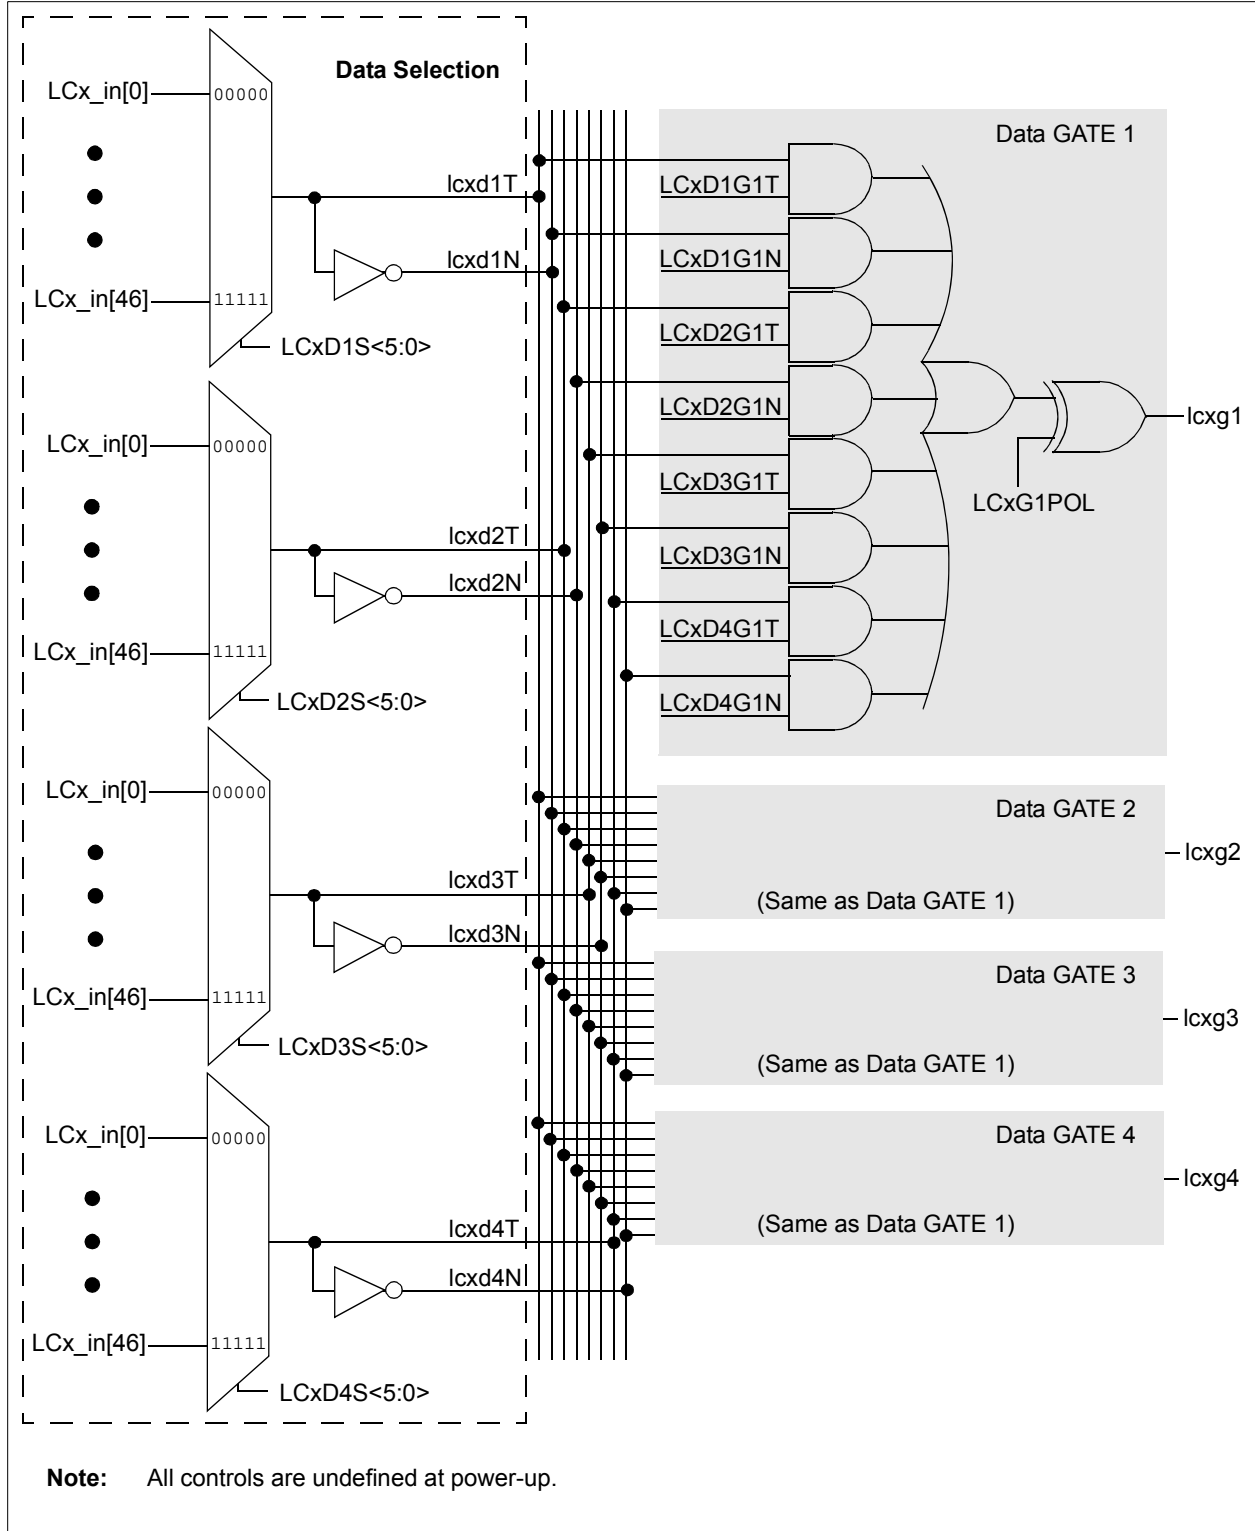 Data Selection
LCx_in[0]
00000
lcxd1T
lcxd1N
LCx_in[46]
11111
LCxD1S<5:0>
LCx_in[0]
00000
lcxd2T
lcxd2N
LCx_in[46]
11111
LCxD2S<5:0>
LCx_in[0]
00000
lcxd3T
lcxd3N
LCx_in[46]
11111
LCxD3S<5:0>
LCx_in[0]
00000
lcxd4T
lcxd4N
LCx_in[46]
11111
LCxD4S<5:0>
Data GATE 1
LCxD1G1T
LCxD1G1N
LCxD2G1T
LCxD2G1N
LCxD3G1T
LCxD3G1N
LCxD4G1T
LCxD4G1N
LCxG1POL
lcxg1
Data GATE 2
(Same as Data GATE 1)
lcxg2
Data GATE 3
(Same as Data GATE 1)
lcxg3
Data GATE 4
(Same as Data GATE 1)
lcxg4
Note: All controls are undefined at power-up.